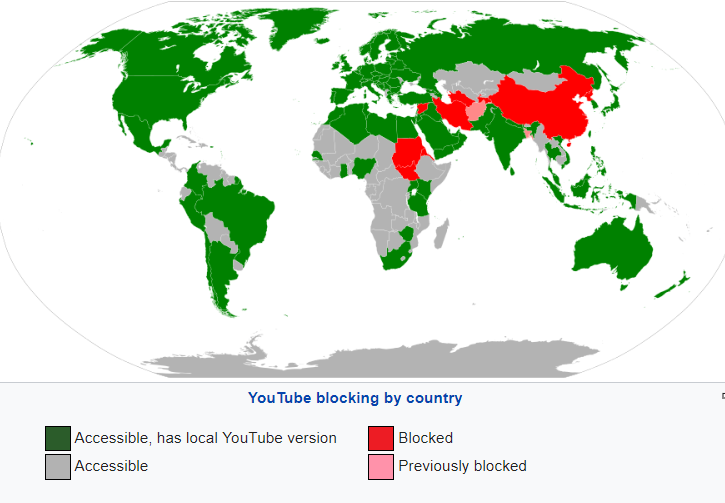 YouTube blocking by country
Accessible, has local YouTube version
Blocked
Accessible
Previously blocked